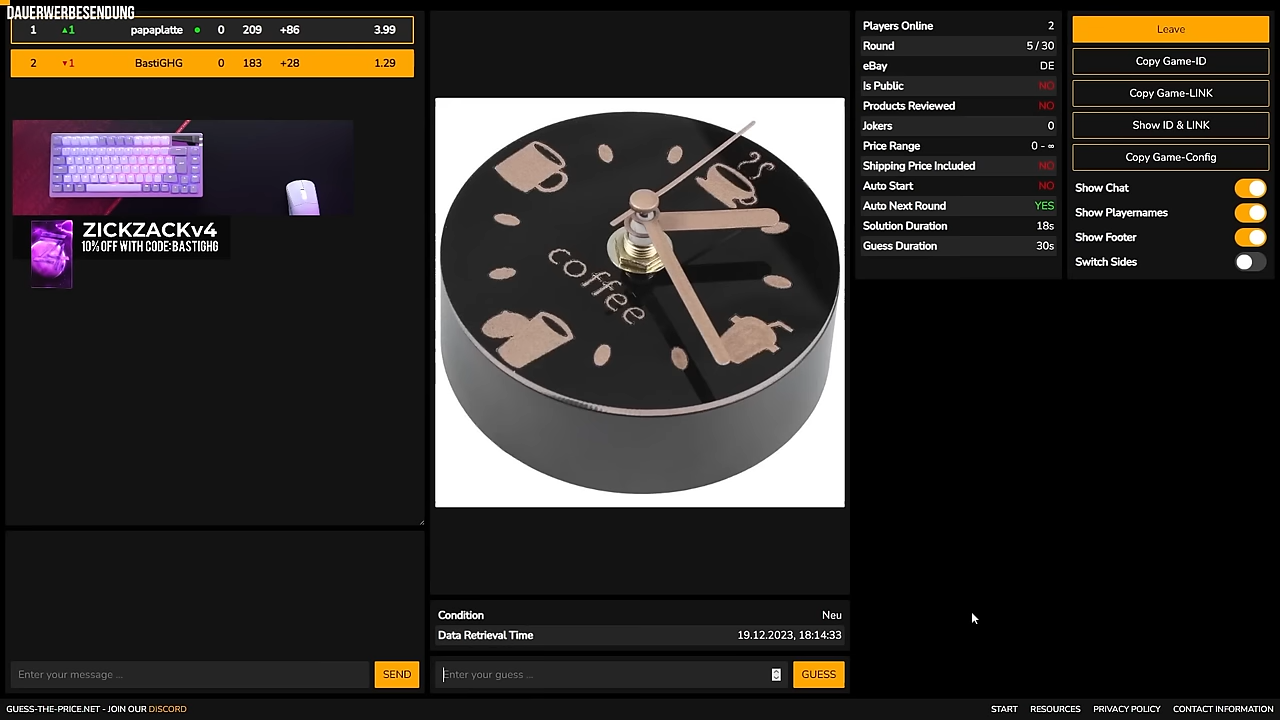 DAUERWERBESENDUNG
1 ▲1 papaplatte 0 209 +86 3.99
2 ▼1 BastiGHG 0 183 +28 1.29
ZICKZACKv4
10% OFF WITH CODE:BASTIGHG
coffee
Condition Neu
Data Retrieval Time 19.12.2023, 18:14:33
Enter your message ...
SEND
Enter your guess ...
GUESS
Players Online 2
Round 5 / 30
eBay DE
Is Public NO
Products Reviewed NO
Jokers 0
Price Range 0 - ∞
Shipping Price Included NO
Auto Start NO
Auto Next Round YES
Solution Duration 18s
Guess Duration 30s
Leave
Copy Game-ID
Copy Game-LINK
Show ID & LINK
Copy Game-Config
Show Chat
Show Playernames
Show Footer
Switch Sides
GUESS-THE-PRICE.NET - JOIN OUR DISCORD
START RESOURCES PRIVACY POLICY CONTACT INFORMATION